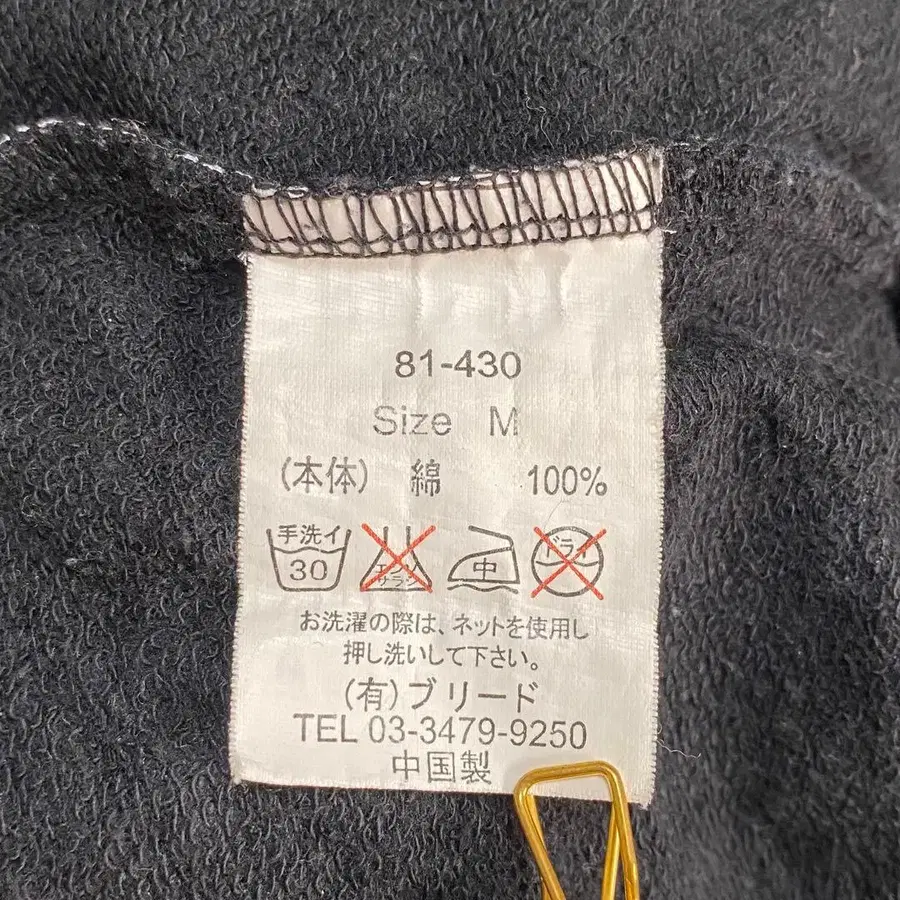 81-430
Size M
(本体) 綿 100%
手洗イ エンソ 中 ドライ
30 サラシ
お洗濯の際は、ネットを使用し
押し洗いして下さい。
(有)ブリード
TEL 03-3479-9250
中国製